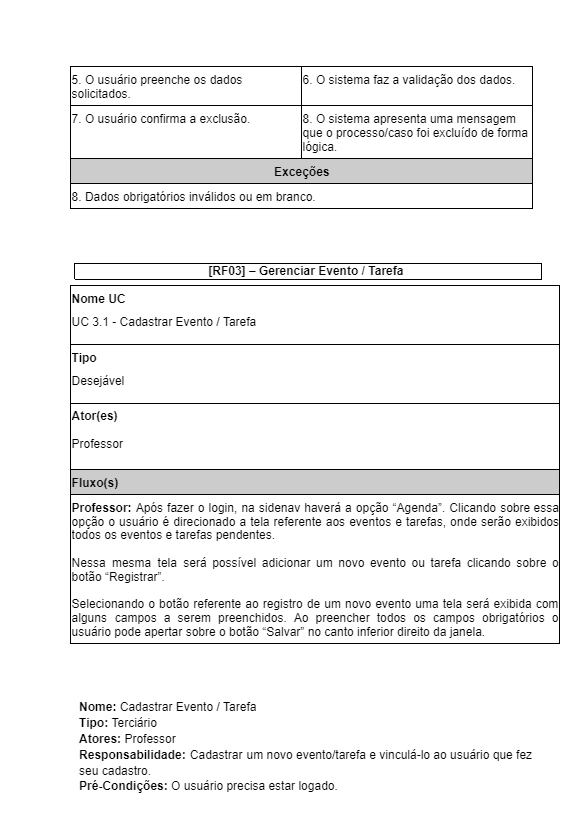 5. O usuário preenche os dados
solicitados.
6. O sistema faz a validação dos dados.
7. O usuário confirma a exclusão.
8. O sistema apresenta uma mensagem
que o processo/caso foi excluído de forma
lógica.
Exceções
8. Dados obrigatórios inválidos ou em branco.
[RF03] – Gerenciar Evento / Tarefa
Nome UC
UC 3.1 - Cadastrar Evento / Tarefa
Tipo
Desejável
Ator(es)
Professor
Fluxo(s)
Professor: Após fazer o login, na sidenav haverá a opção “Agenda”. Clicando sobre essa
opção o usuário é direcionado a tela referente aos eventos e tarefas, onde serão exibidos
todos os eventos e tarefas pendentes.
Nessa mesma tela será possível adicionar um novo evento ou tarefa clicando sobre o
botão “Registrar”.
Selecionando o botão referente ao registro de um novo evento uma tela será exibida com
alguns campos a serem preenchidos. Ao preencher todos os campos obrigatórios o
usuário pode apertar sobre o botão “Salvar” no canto inferior direito da janela.
Nome: Cadastrar Evento / Tarefa
Tipo: Terciário
Atores: Professor
Responsabilidade: Cadastrar um novo evento/tarefa e vinculá-lo ao usuário que fez
seu cadastro.
Pré-Condições: O usuário precisa estar logado.